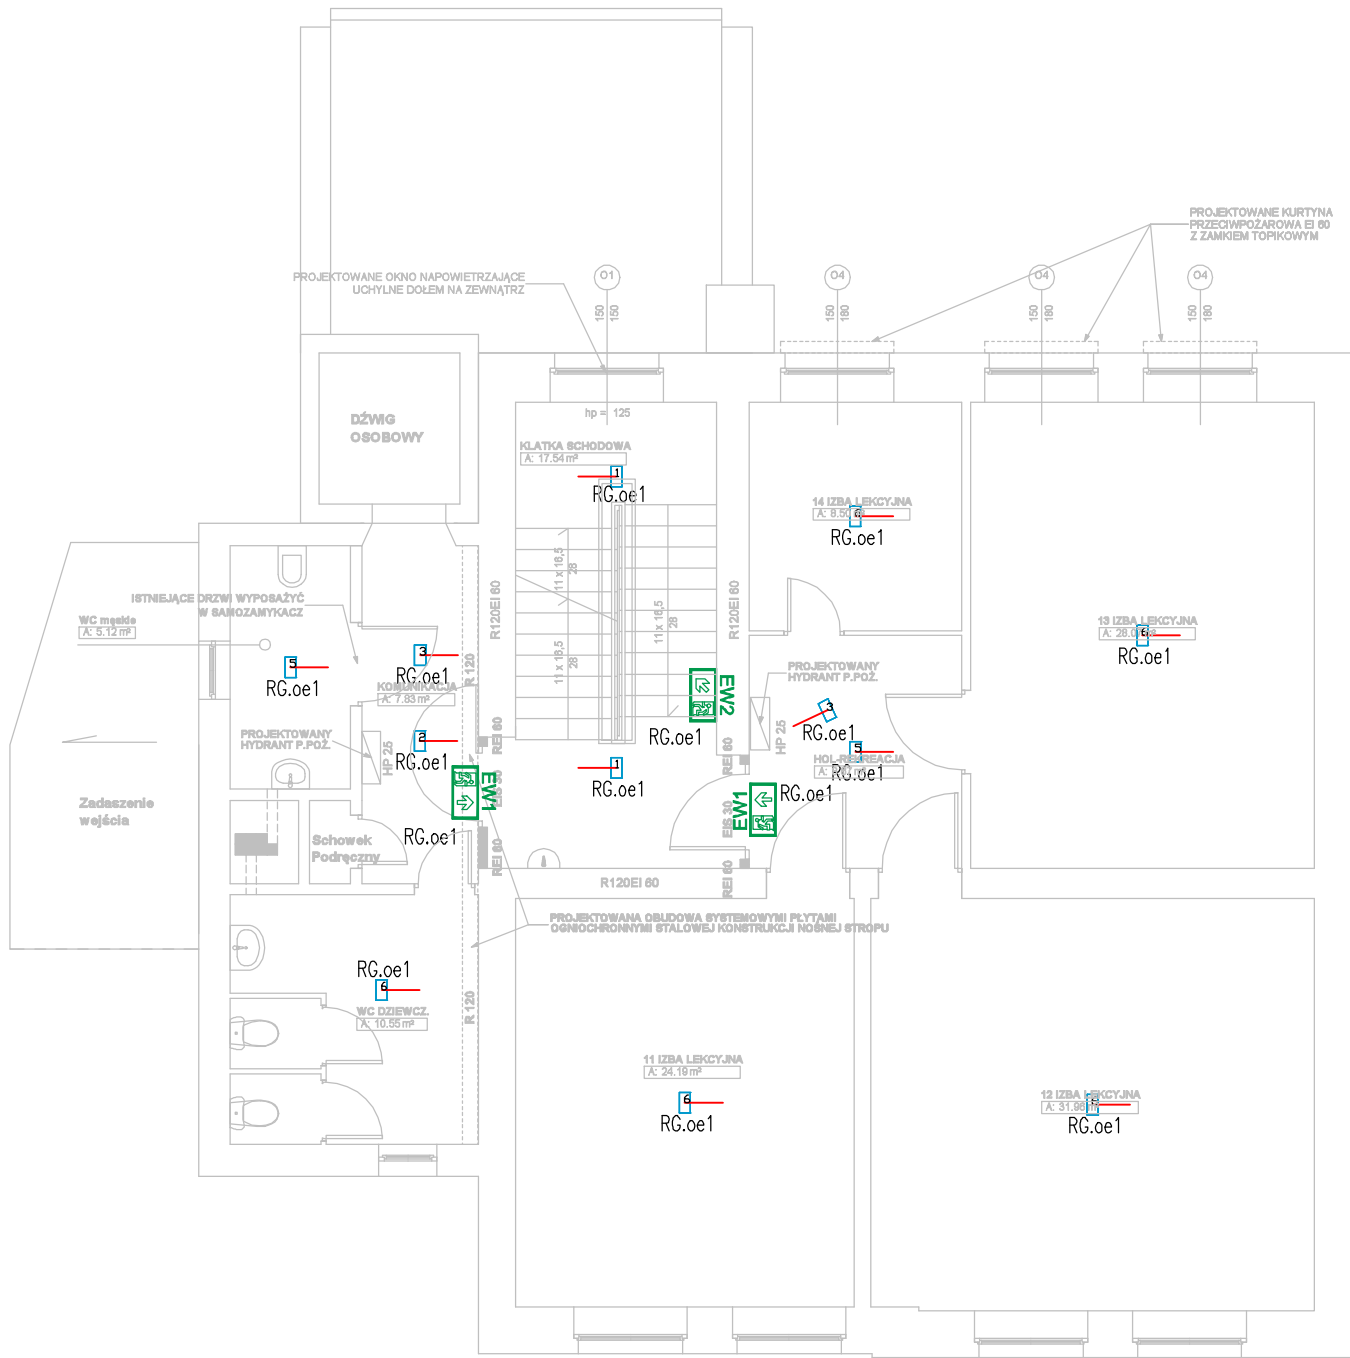 PROJEKTOWANE KURTYNA
PRZECIWPOŻAROWA EI 60
Z ZAMKIEM TOPIKOWYM
PROJEKTOWANE OKNO NAPOWIETRZAJĄCE
UCHYLNE DOŁEM NA ZEWNĄTRZ
O1
O4
O4
O4
150
150
150
180
150
180
150
180
hp = 125
DŹWIG
OSOBOWY
KLATKA SCHODOWA
A: 17.54 m²
1
RG.oe1
14 IZBA LEKCYJNA
A: 8.50
6
RG.oe1
11 x 16,5
28
11 x 16,5
28
11 x 16,5
28
R120EI 60
R120EI 60
ISTNIEJĄCE DRZWI WYPOSAŻYĆ
W SAMOZAMYKACZ
WC męskie
A: 5.12 m²
5
RG.oe1
3
RG.oe1
R 120
KOMUNIKACJA
A: 7.83 m²
13 IZBA LEKCYJNA
6
RG.oe1
PROJEKTOWANY
HYDRANT P.POŻ.
HP 25
EW2
RG.oe1
3
RG.oe1
5
HOL-REKREACJA
RG.oe1
PROJEKTOWANY
HYDRANT P.POŻ.
HP 25
2
RG.oe1
REI 60
EIS 30
REI 60
EW1
RG.oe1
1
RG.oe1
REI 60
EIS 30
REI 60
EW1
RG.oe1
Zadaszenie
wejścia
Schowek
Podręczny
R120EI 60
PROJEKTOWANA OBUDOWA SYSTEMOWYMI PŁYTAMI
OGNIOCHRONNYMI STALOWEJ KONSTRUKCJI NOŚNEJ STROPU
RG.oe1
6
WC DZIEWCZ.
A: 10.55 m²
R 120
11 IZBA LEKCYJNA
A: 24.19 m²
6
RG.oe1
12 IZBA LEKCYJNA
RG.oe1